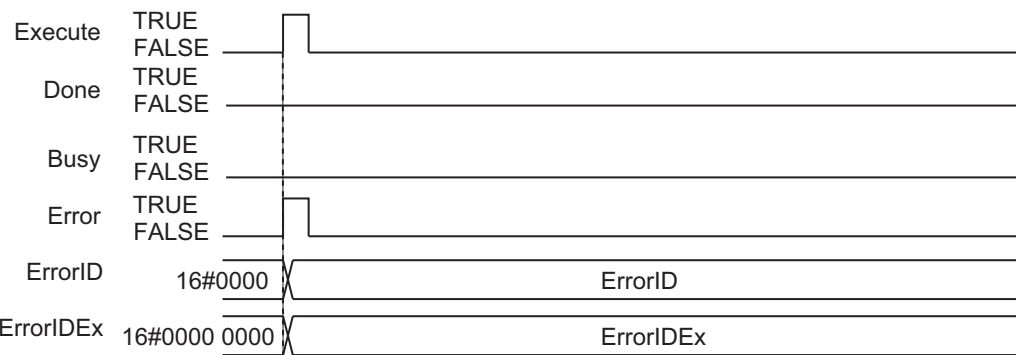 Execute TRUE
FALSE
Done TRUE
FALSE
Busy TRUE
FALSE
Error TRUE
FALSE
ErrorID 16#0000 ErrorID
ErrorIDEx 16#0000 0000 ErrorIDEx